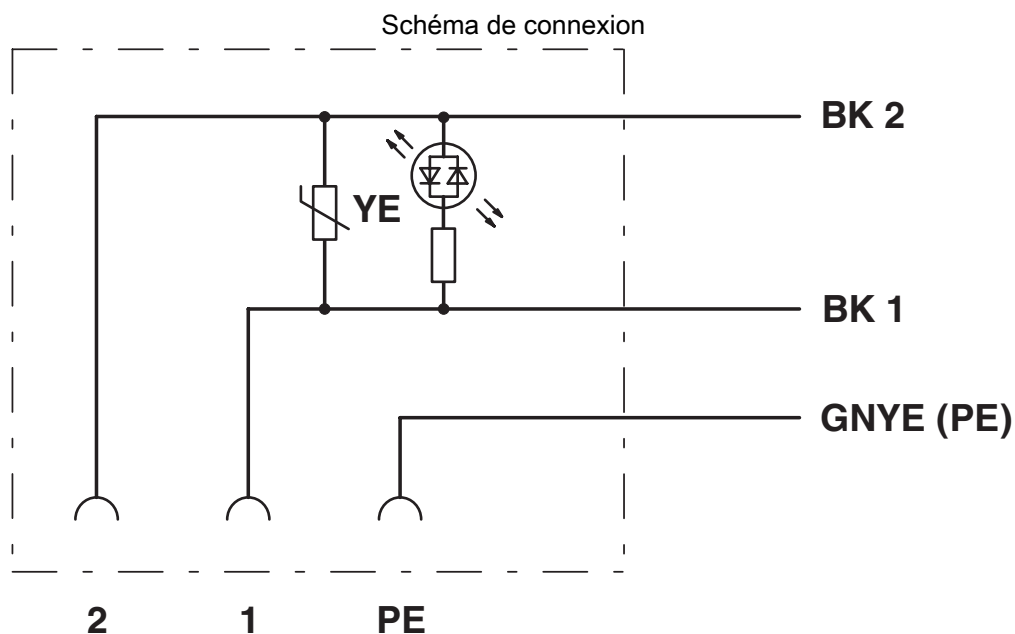 Schéma de connexion
BK 2
YE
BK 1
GNYE (PE)
2 1 PE